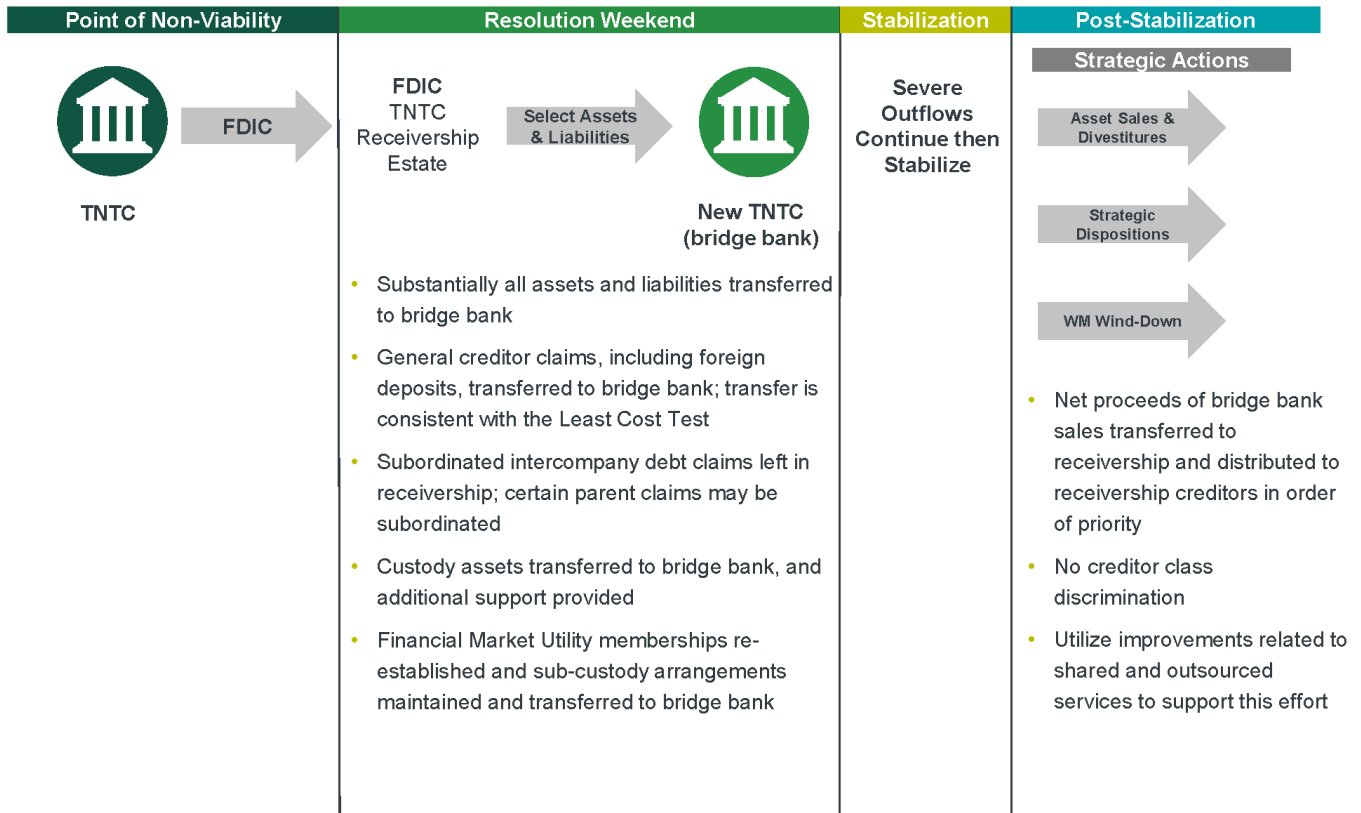 Point of Non-Viability
Resolution Weekend
Stabilization
Post-Stabilization
TNTC
FDIC
FDIC
TNTC
Receivership
Estate
Select Assets
& Liabilities
New TNTC
(bridge bank)
• Substantially all assets and liabilities transferred
to bridge bank
• General creditor claims, including foreign
deposits, transferred to bridge bank; transfer is
consistent with the Least Cost Test
• Subordinated intercompany debt claims left in
receivership; certain parent claims may be
subordinated
• Custody assets transferred to bridge bank, and
additional support provided
• Financial Market Utility memberships re-
established and sub-custody arrangements
maintained and transferred to bridge bank
Severe
Outflows
Continue then
Stabilize
Strategic Actions
Asset Sales &
Divestitures
Strategic
Dispositions
WM Wind-Down
• Net proceeds of bridge bank
sales transferred to
receivership and distributed to
receivership creditors in order
of priority
• No creditor class
discrimination
• Utilize improvements related to
shared and outsourced
services to support this effort